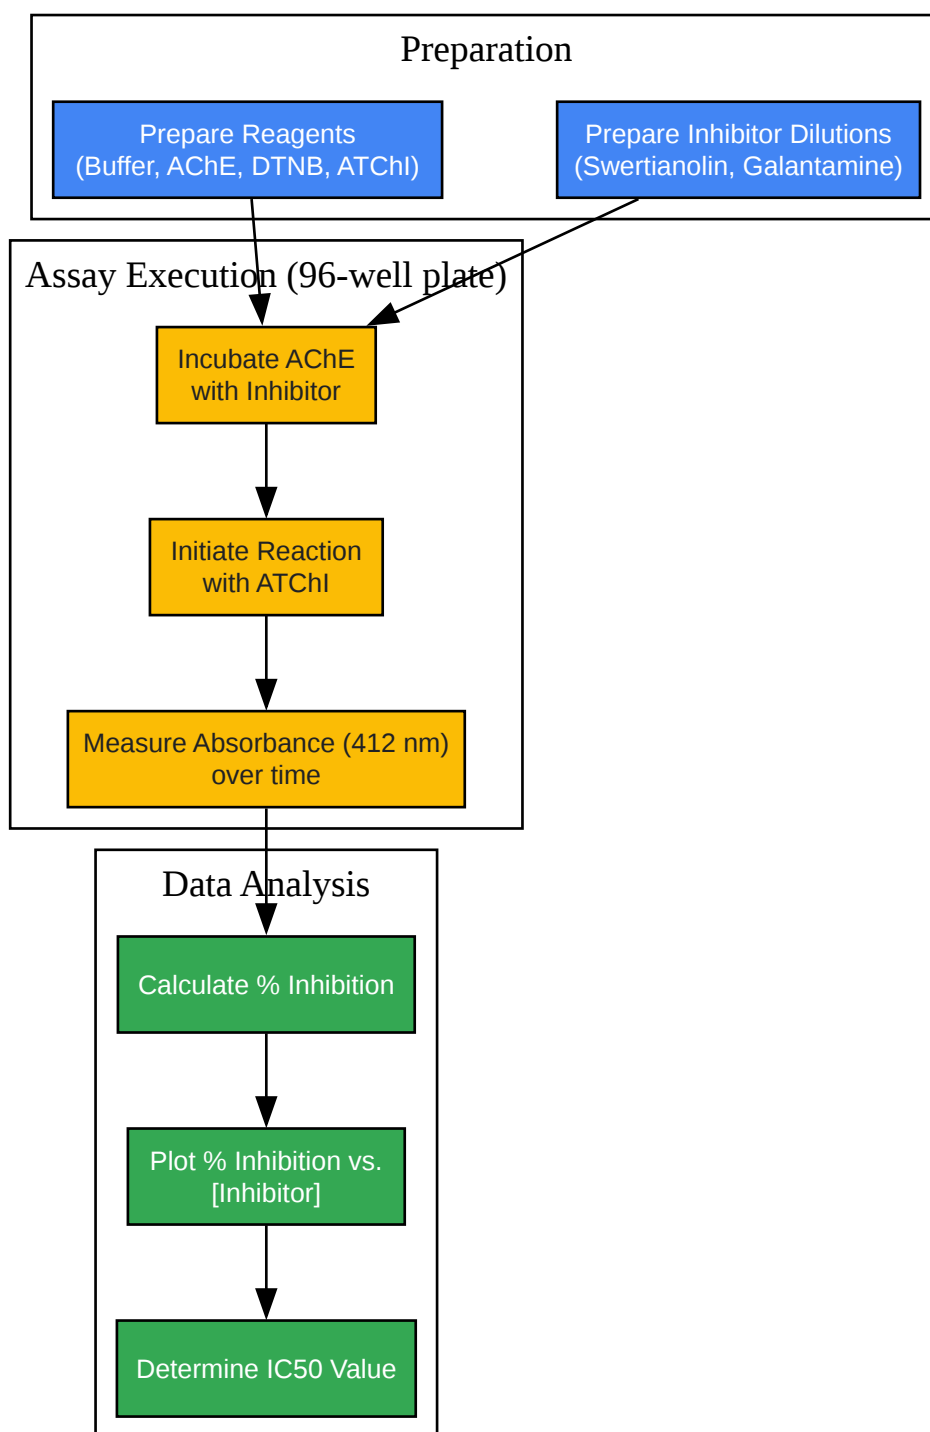 Preparation
Prepare Reagents
(Buffer, AChE, DTNB, ATChI)
Prepare Inhibitor Dilutions
(Swertianolin, Galantamine)
Assay Execution (96-well plate)
Incubate AChE
with Inhibitor
Initiate Reaction
with ATChI
Measure Absorbance (412 nm)
over time
Data Analysis
Calculate % Inhibition
Plot % Inhibition vs.
[Inhibitor]
Determine IC50 Value